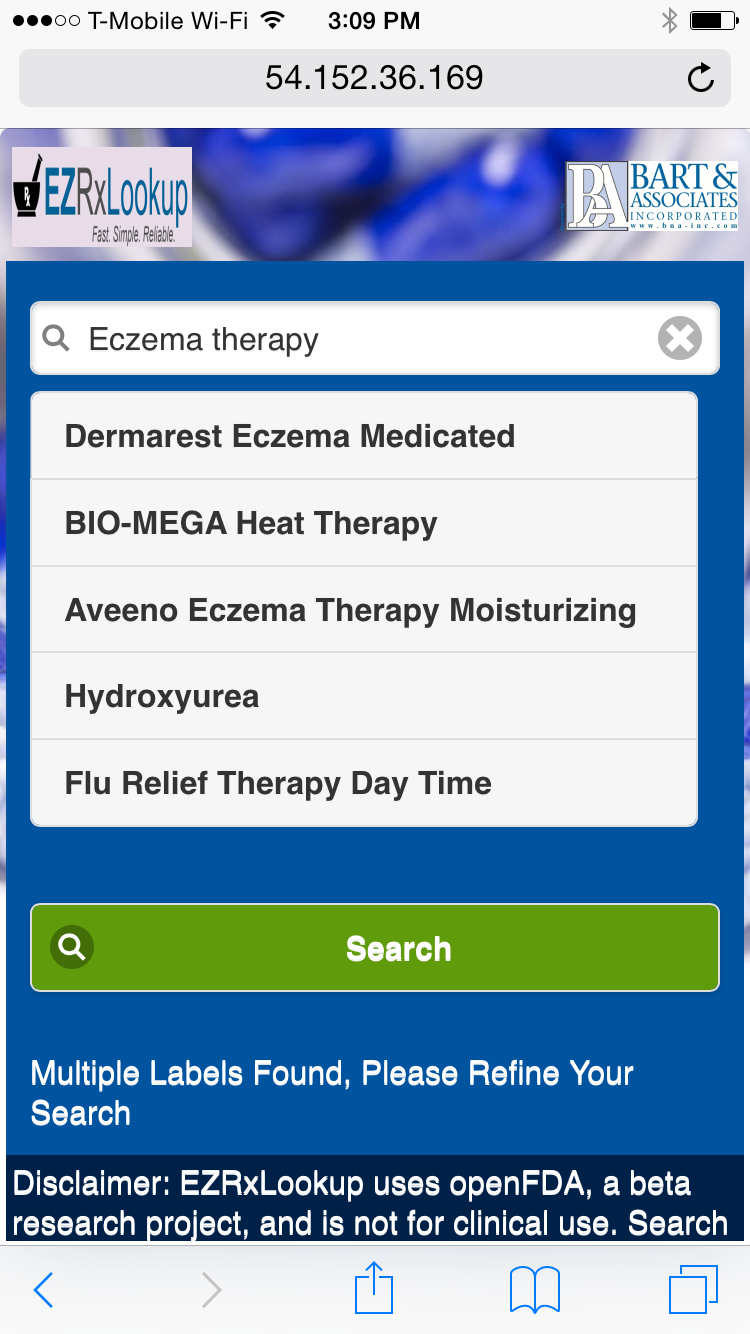 T-Mobile Wi-Fi 3:09 PM
54.152.36.169
EZRxLookup
Fast. Simple. Reliable.
Rx
BA
BART &
ASSOCIATES
INCORPORATED
www.bna-inc.com
Eczema therapy
Dermarest Eczema Medicated
BIO-MEGA Heat Therapy
Aveeno Eczema Therapy Moisturizing
Hydroxyurea
Flu Relief Therapy Day Time
Search
Multiple Labels Found, Please Refine Your
Search
Disclaimer: EZRxLookup uses openFDA, a beta
research project, and is not for clinical use. Search